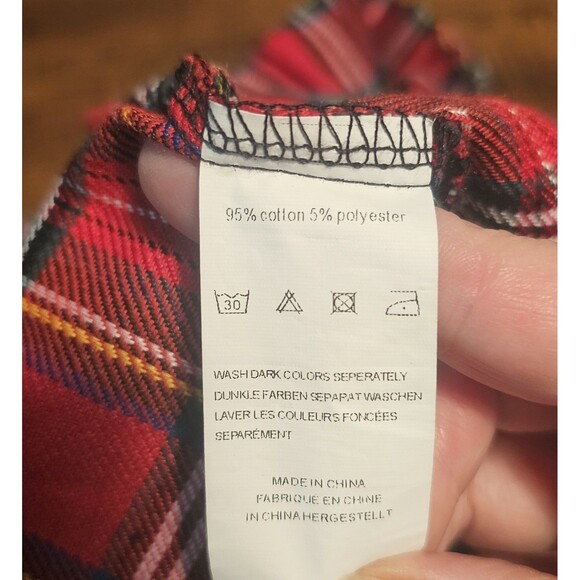 95% cotton 5% polyester
30
WASH DARK COLORS SEPERATELY
DUNKLE FARBEN SEPARAT WASCHEN
LAVER LES COULEURS FONCÉES
SEPARÉMENT
MADE IN CHINA
FABRIQUE EN CHINE
IN CHINA HERGESTELLT